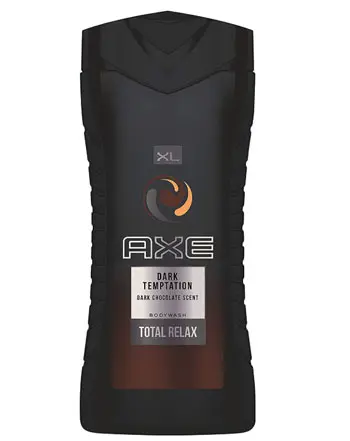 XL
AXE
DARK
TEMPTATION
DARK CHOCOLATE SCENT
BODYWASH
TOTAL RELAX